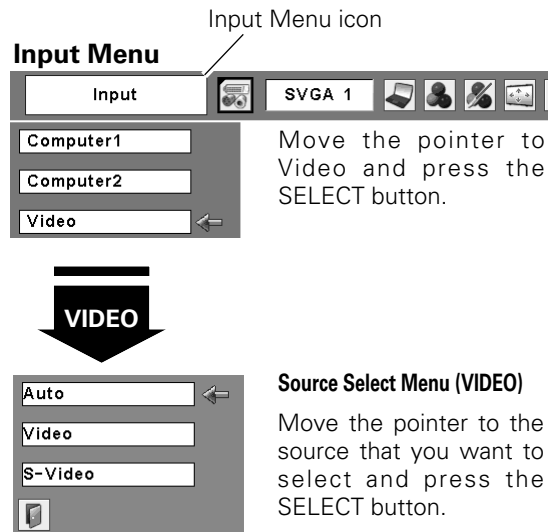 Input Menu icon
Input Menu
Input
SVGA 1
Computer1
Computer2
Video
Move the pointer to
Video and press the
SELECT button.
VIDEO
Auto
Video
S-Video
Source Select Menu (VIDEO)
Move the pointer to the
source that you want to
select and press the
SELECT button.